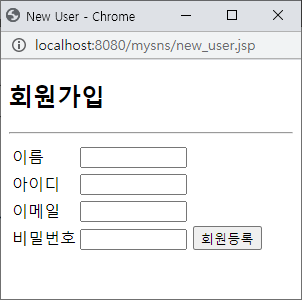 New User - Chrome
localhost:8080/mysns/new_user.jsp
회원가입
이름
아이디
이메일
비밀번호 회원등록